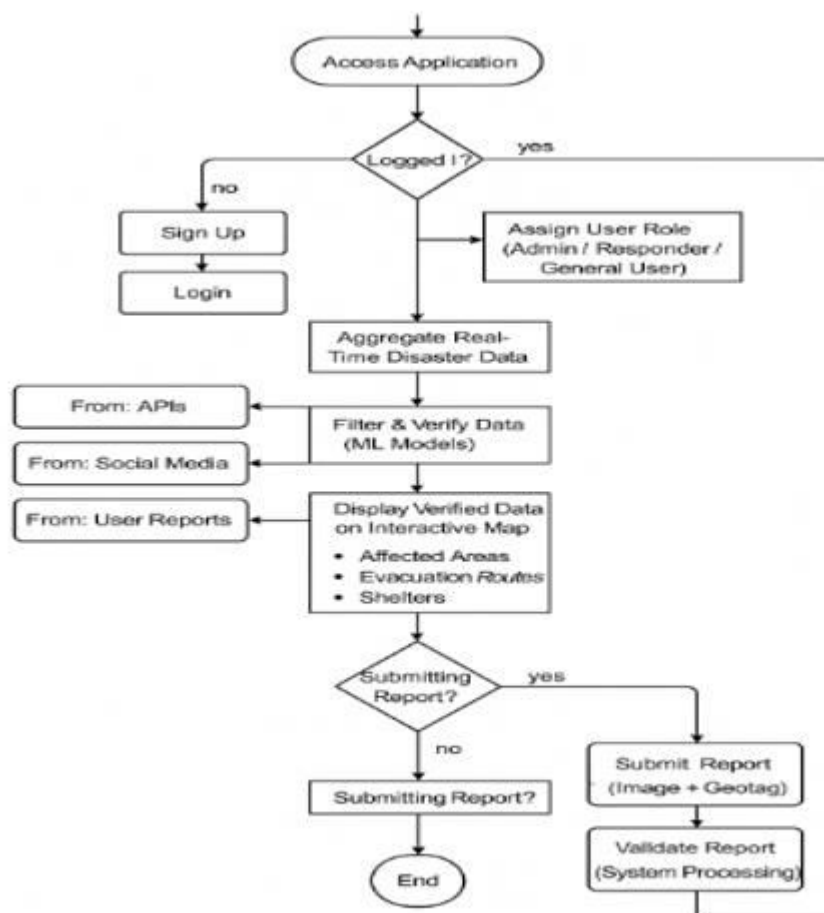 Access Application
Logged I?
yes
no
Sign Up
Login
Assign User Role
(Admin / Responder /
General User)
Aggregate Real-
Time Disaster Data
From: APIs
Filter & Verify Data
(ML Models)
From: Social Media
From: User Reports
Display Verified Data
on Interactive Map
• Affected Areas
• Evacuation Routes
• Shelters
Submitting
Report?
yes
no
Submit Report
(Image + Geotag)
Submitting Report?
Validate Report
(System Processing)
End